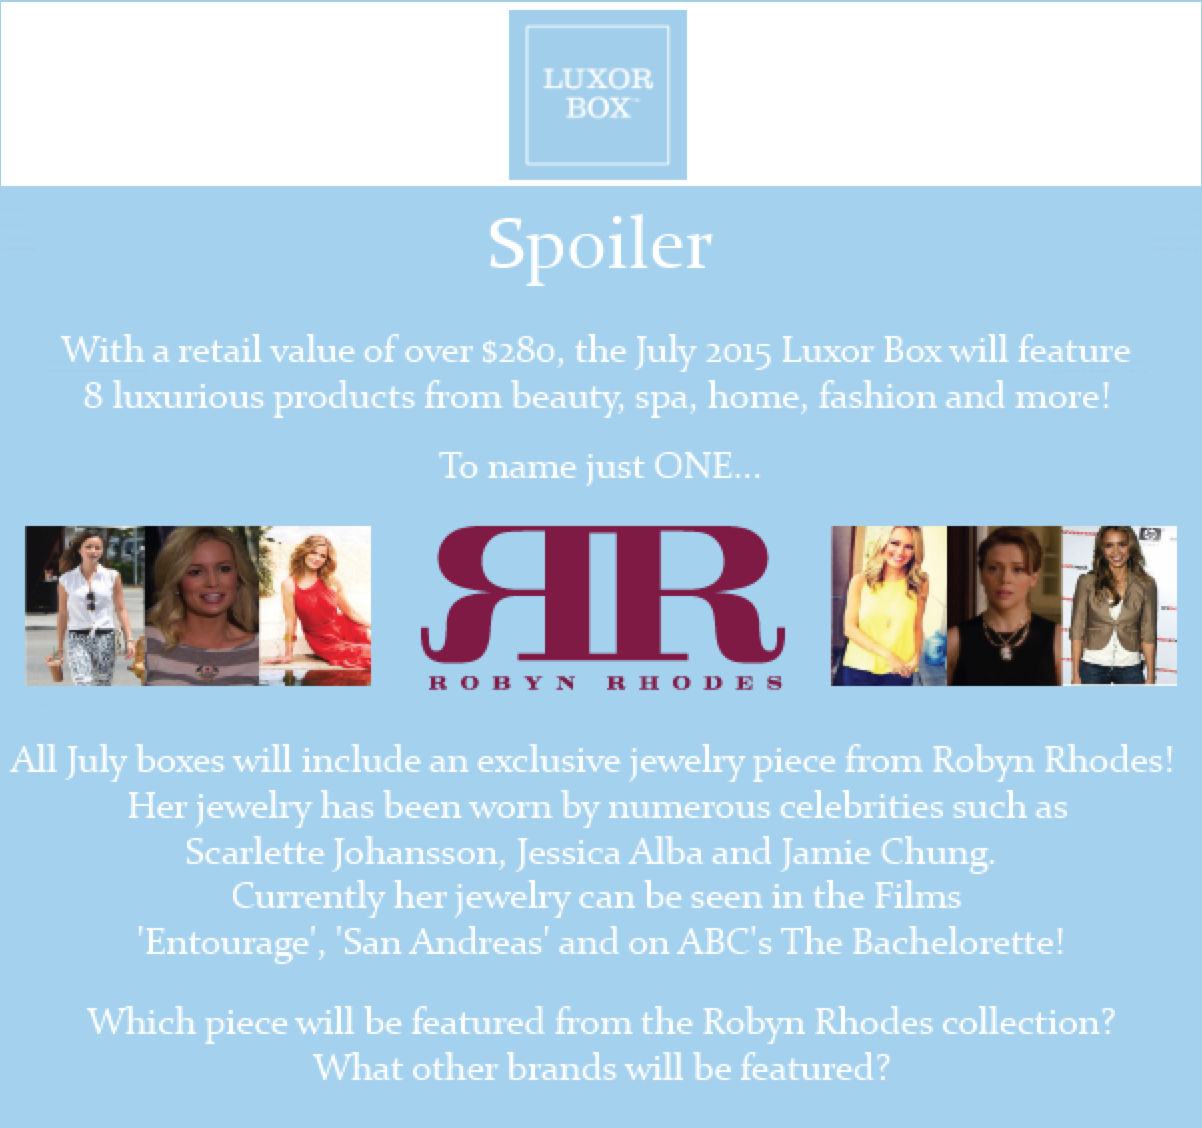 LUXOR
BOX™
Spoiler
With a retail value of over $280, the July 2015 Luxor Box will feature
8 luxurious products from beauty, spa, home, fashion and more!
To name just ONE...
RR
ROBYN RHODES
All July boxes will include an exclusive jewelry piece from Robyn Rhodes!
Her jewelry has been worn by numerous celebrities such as
Scarlette Johansson, Jessica Alba and Jamie Chung.
Currently her jewelry can be seen in the Films
'Entourage', 'San Andreas' and on ABC's The Bachelorette!
Which piece will be featured from the Robyn Rhodes collection?
What other brands will be featured?